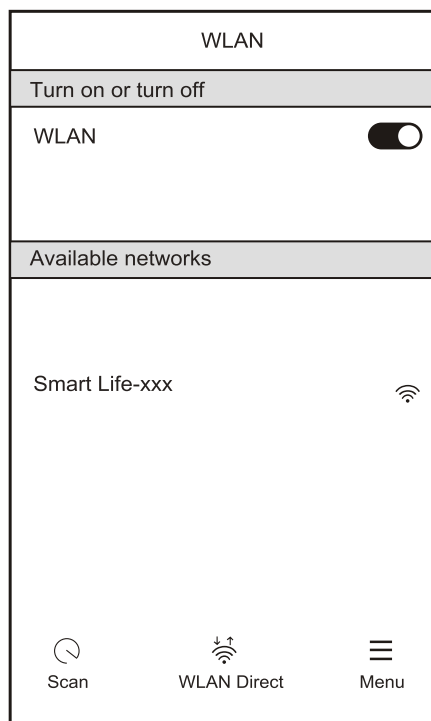 WLAN
Turn on or turn off
WLAN
Available networks
Smart Life-xxx
Scan WLAN Direct Menu